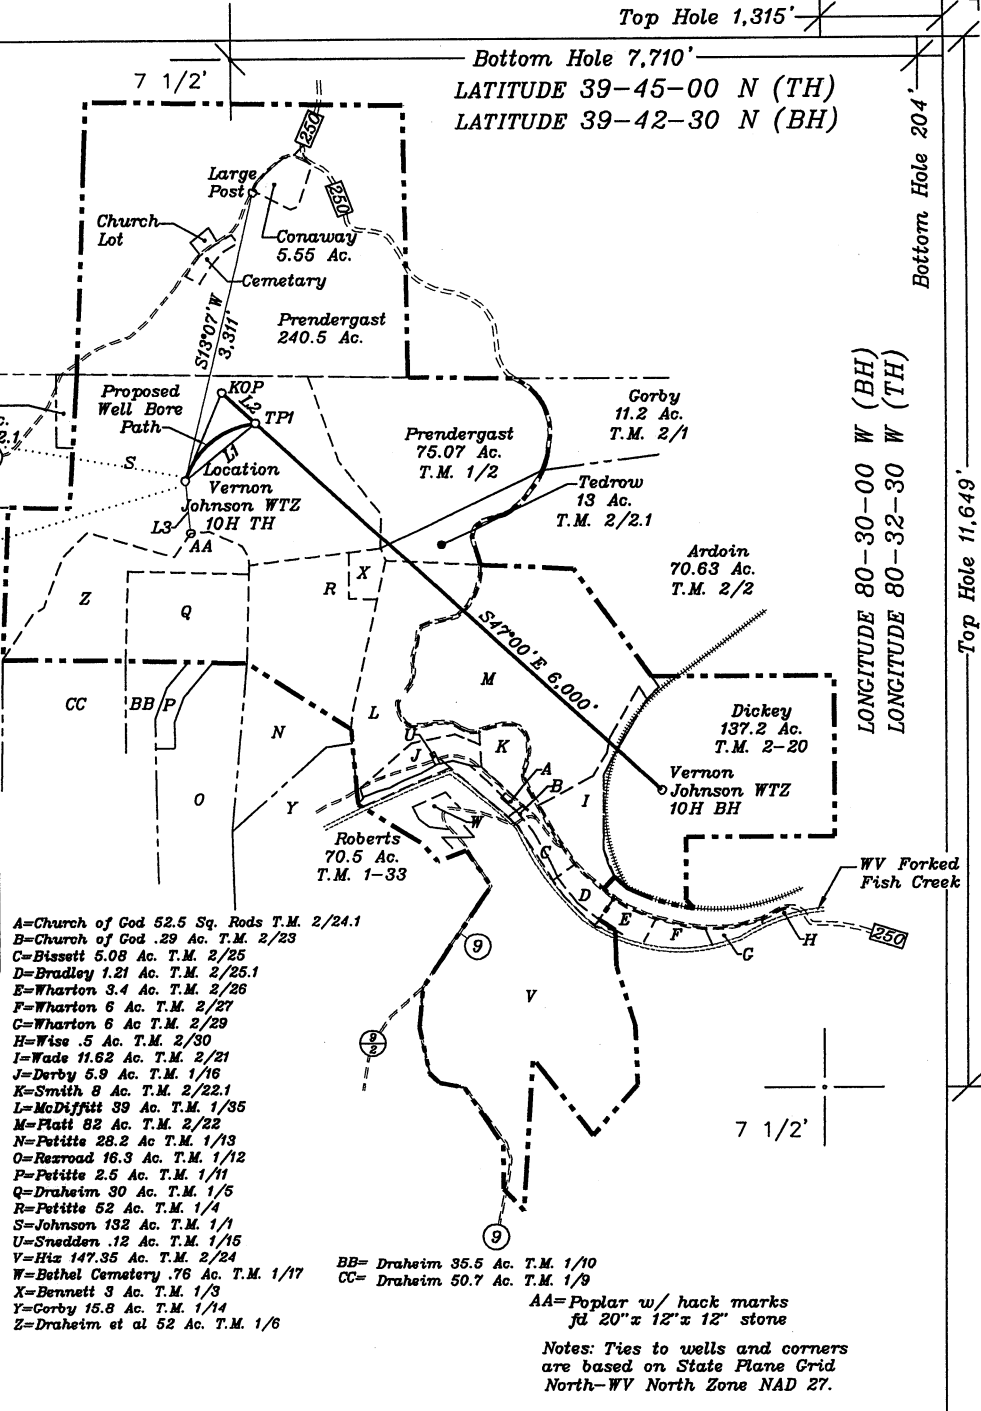 Top Hole 1,315'
Bottom Hole 7,710'
7 1/2'
LATITUDE 39-45-00 N (TH)
LATITUDE 39-42-30 N (BH)
Bottom Hole 204'
250
250
Large
Post
Church
Lot
Conaway
5.55 Ac.
Cemetary
Prendergast
240.5 Ac.
S13°07'W
3,311'
LONGITUDE 80-30-00 W (BH)
LONGITUDE 80-32-30 W (TH)
Top Hole 11,649'
Proposed
Well Bore
Path
KOP
L2
TP1
L1
Gorby
11.2 Ac.
T.M. 2/1
Prendergast
75.07 Ac.
T.M. 1/2
c.
2.1
S
Location
Vernon
Johnson WTZ
10H TH
L3
AA
Tedrow
13 Ac.
T.M. 2/2.1
Ardoin
70.63 Ac.
T.M. 2/2
Z
Q
R
X
S47°00'E 6,000'
M
CC
BB
P
N
L
Dickey
137.2 Ac.
T.M. 2-20
U
J
K
A
B
I
Vernon
Johnson WTZ
10H BH
O
Y
W
Roberts
70.5 Ac.
T.M. 1-33
C
D
E
F
G
H
WV Forked
Fish Creek
250
9
V
9
2
7 1/2'
9
A=Church of God 52.5 Sq. Rods T.M. 2/24.1
B=Church of God .29 Ac. T.M. 2/23
C=Bissett 5.08 Ac. T.M. 2/25
D=Bradley 1.21 Ac. T.M. 2/25.1
E=Wharton 3.4 Ac. T.M. 2/26
F=Wharton 6 Ac. T.M. 2/27
G=Wharton 6 Ac T.M. 2/29
H=Wise .5 Ac. T.M. 2/30
I=Wade 11.62 Ac. T.M. 2/21
J=Derby 5.9 Ac. T.M. 1/16
K=Smith 8 Ac. T.M. 2/22.1
L=McDiffitt 39 Ac. T.M. 1/35
M=Platt 82 Ac. T.M. 2/22
N=Petitte 28.2 Ac T.M. 1/13
O=Rexroad 16.3 Ac. T.M. 1/12
P=Petitte 2.5 Ac. T.M. 1/11
Q=Draheim 30 Ac. T.M. 1/5
R=Petitte 52 Ac. T.M. 1/4
S=Johnson 132 Ac. T.M. 1/1
U=Snedden .12 Ac. T.M. 1/15
V=Hix 147.35 Ac. T.M. 2/24
W=Bethel Cemetery .76 Ac. T.M. 1/17
X=Bennett 3 Ac. T.M. 1/3
Y=Gorby 15.8 Ac. T.M. 1/14
Z=Draheim et al 52 Ac. T.M. 1/6
BB= Draheim 35.5 Ac. T.M. 1/10
CC= Draheim 50.7 Ac. T.M. 1/9
AA=Poplar w/ hack marks
fd 20"x 12"x 12" stone
Notes: Ties to wells and corners
are based on State Plane Grid
North-WV North Zone NAD 27.